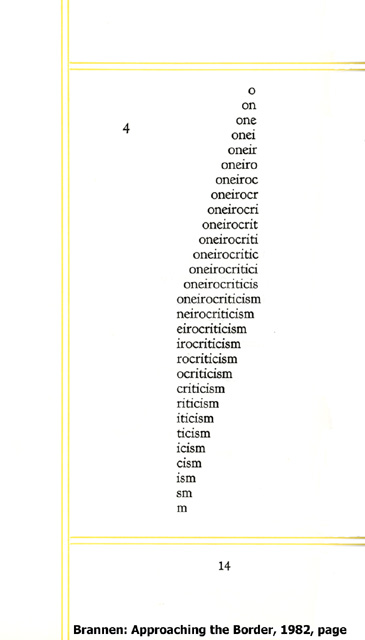 o
on
one
4
onei
oneir
oneiro
oneiroc
oneirocr
oneirocri
oneirocrit
oneirocriti
oneirocritic
oneirocritici
oneirocriticis
oneirocriticism
neirocriticism
eirocriticism
irocriticism
rocriticism
ocriticism
criticism
riticism
iticism
ticism
icism
cism
ism
sm
m
14
Brannen: Approaching the Border, 1982, page